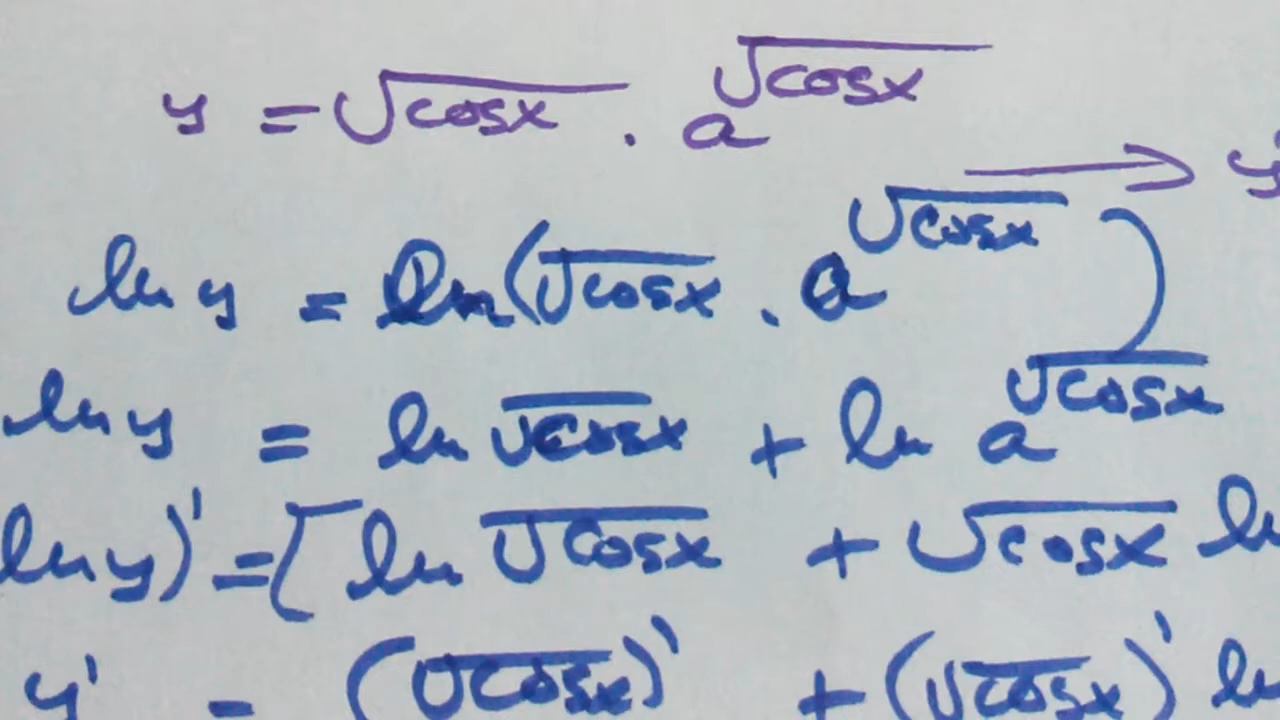 y = √cosx . a^√cosx → y
ln y = ln(√cosx . a^√cosx)
ln y = ln √cosx + ln a^√cosx
ln y)' = [ln √cosx + √cosx ln
y' = (√cosx)' + (√cosx)' ln